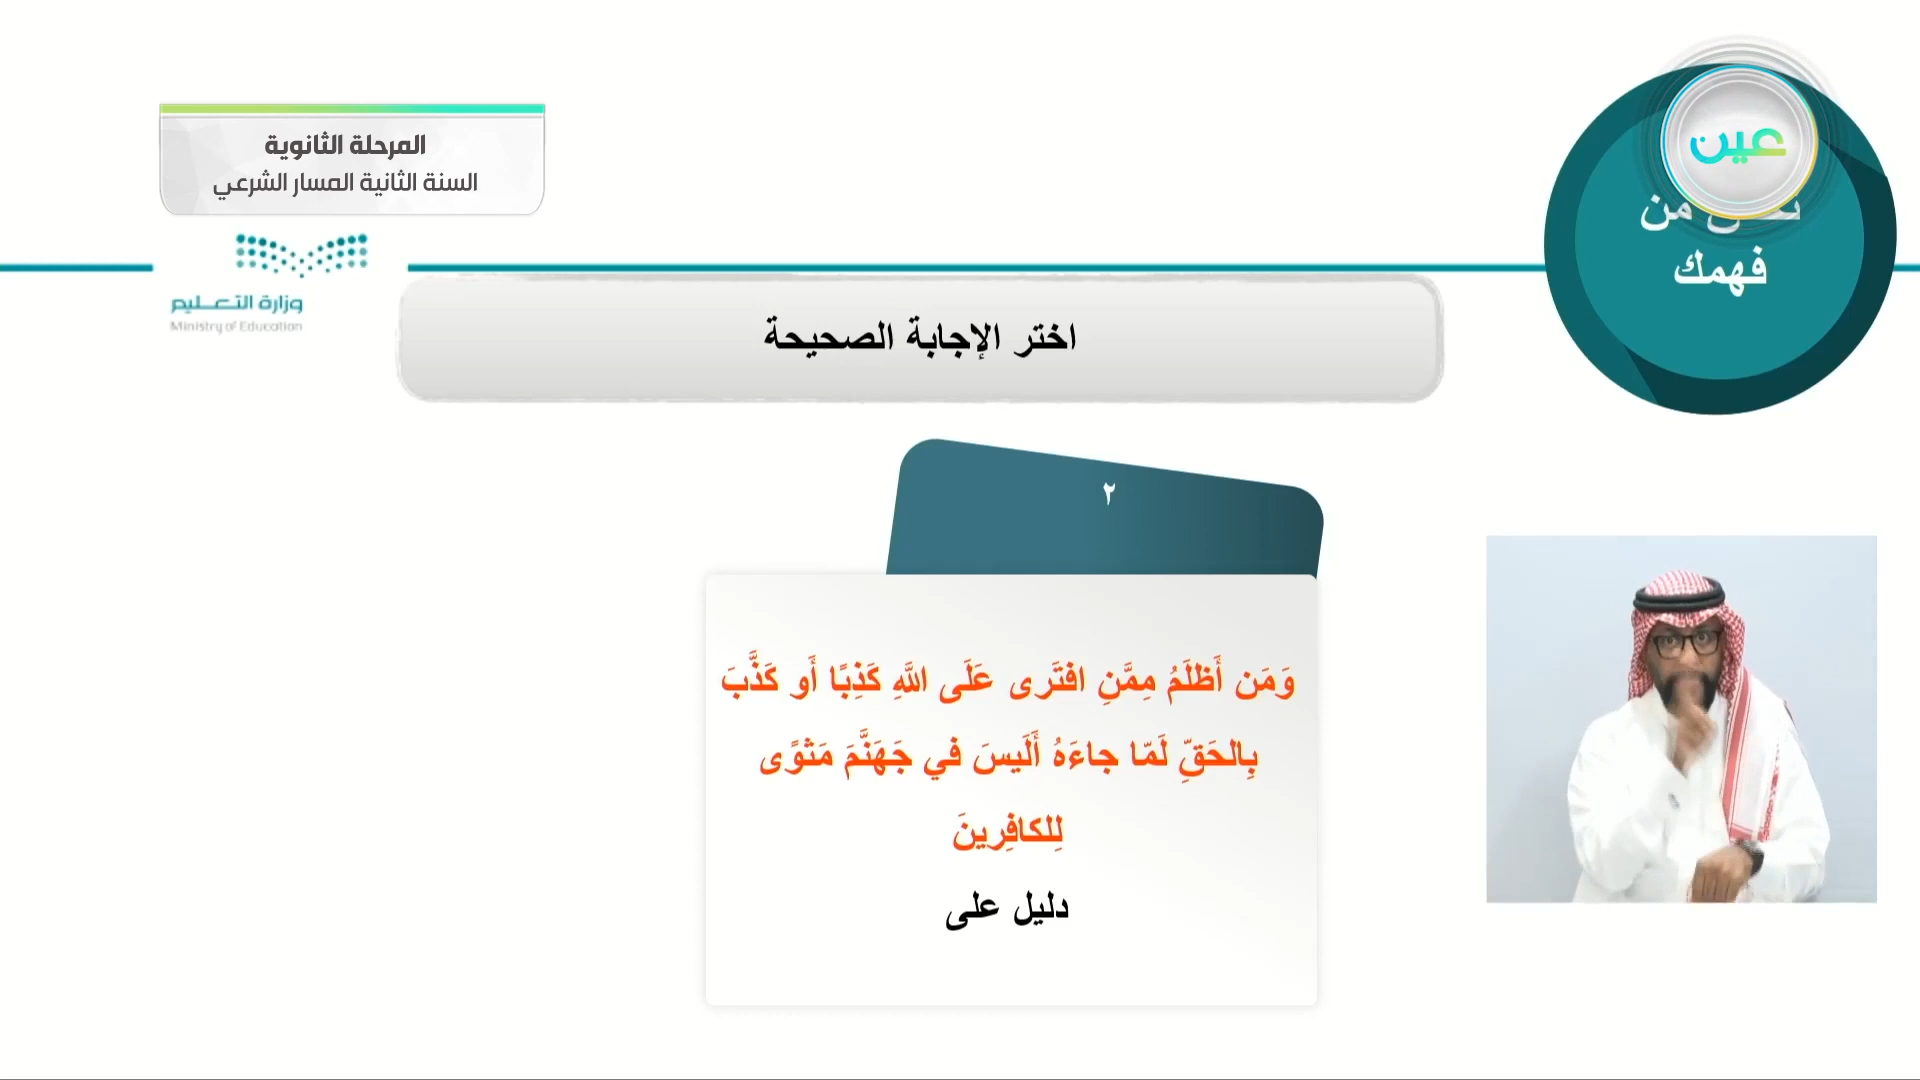 عين
المرحلة الثانوية
السنة الثانية المسار الشرعي
من
فهمك
وزارة التعليم
Ministry of Education
اختر الإجابة الصحيحة
٢
وَمَن أَظلَمُ مِمَّنِ افتَرى عَلَى اللَّهِ كَذِبًا أَو كَذَّبَ
بِالحَقِّ لَمّا جاءَهُ أَلَيسَ في جَهَنَّمَ مَثوًى
لِلكافِرينَ
دليل على